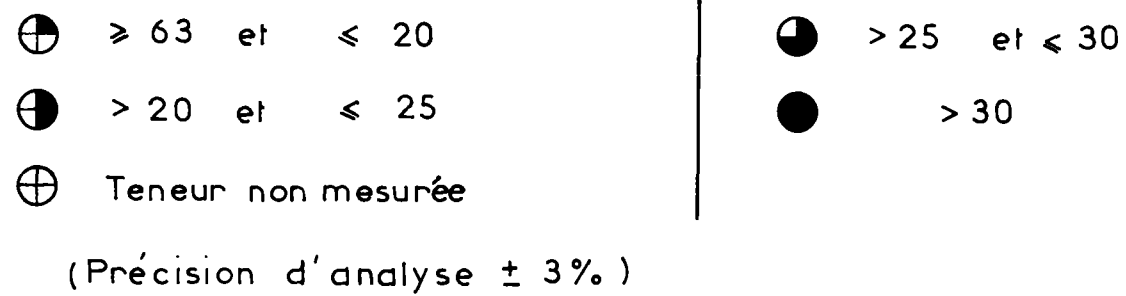 ≥ 63 et ≤ 20
> 20 et ≤ 25
Teneur non mesurée
> 25 et ≤ 30
> 30
(Précision d'analyse ± 3%)